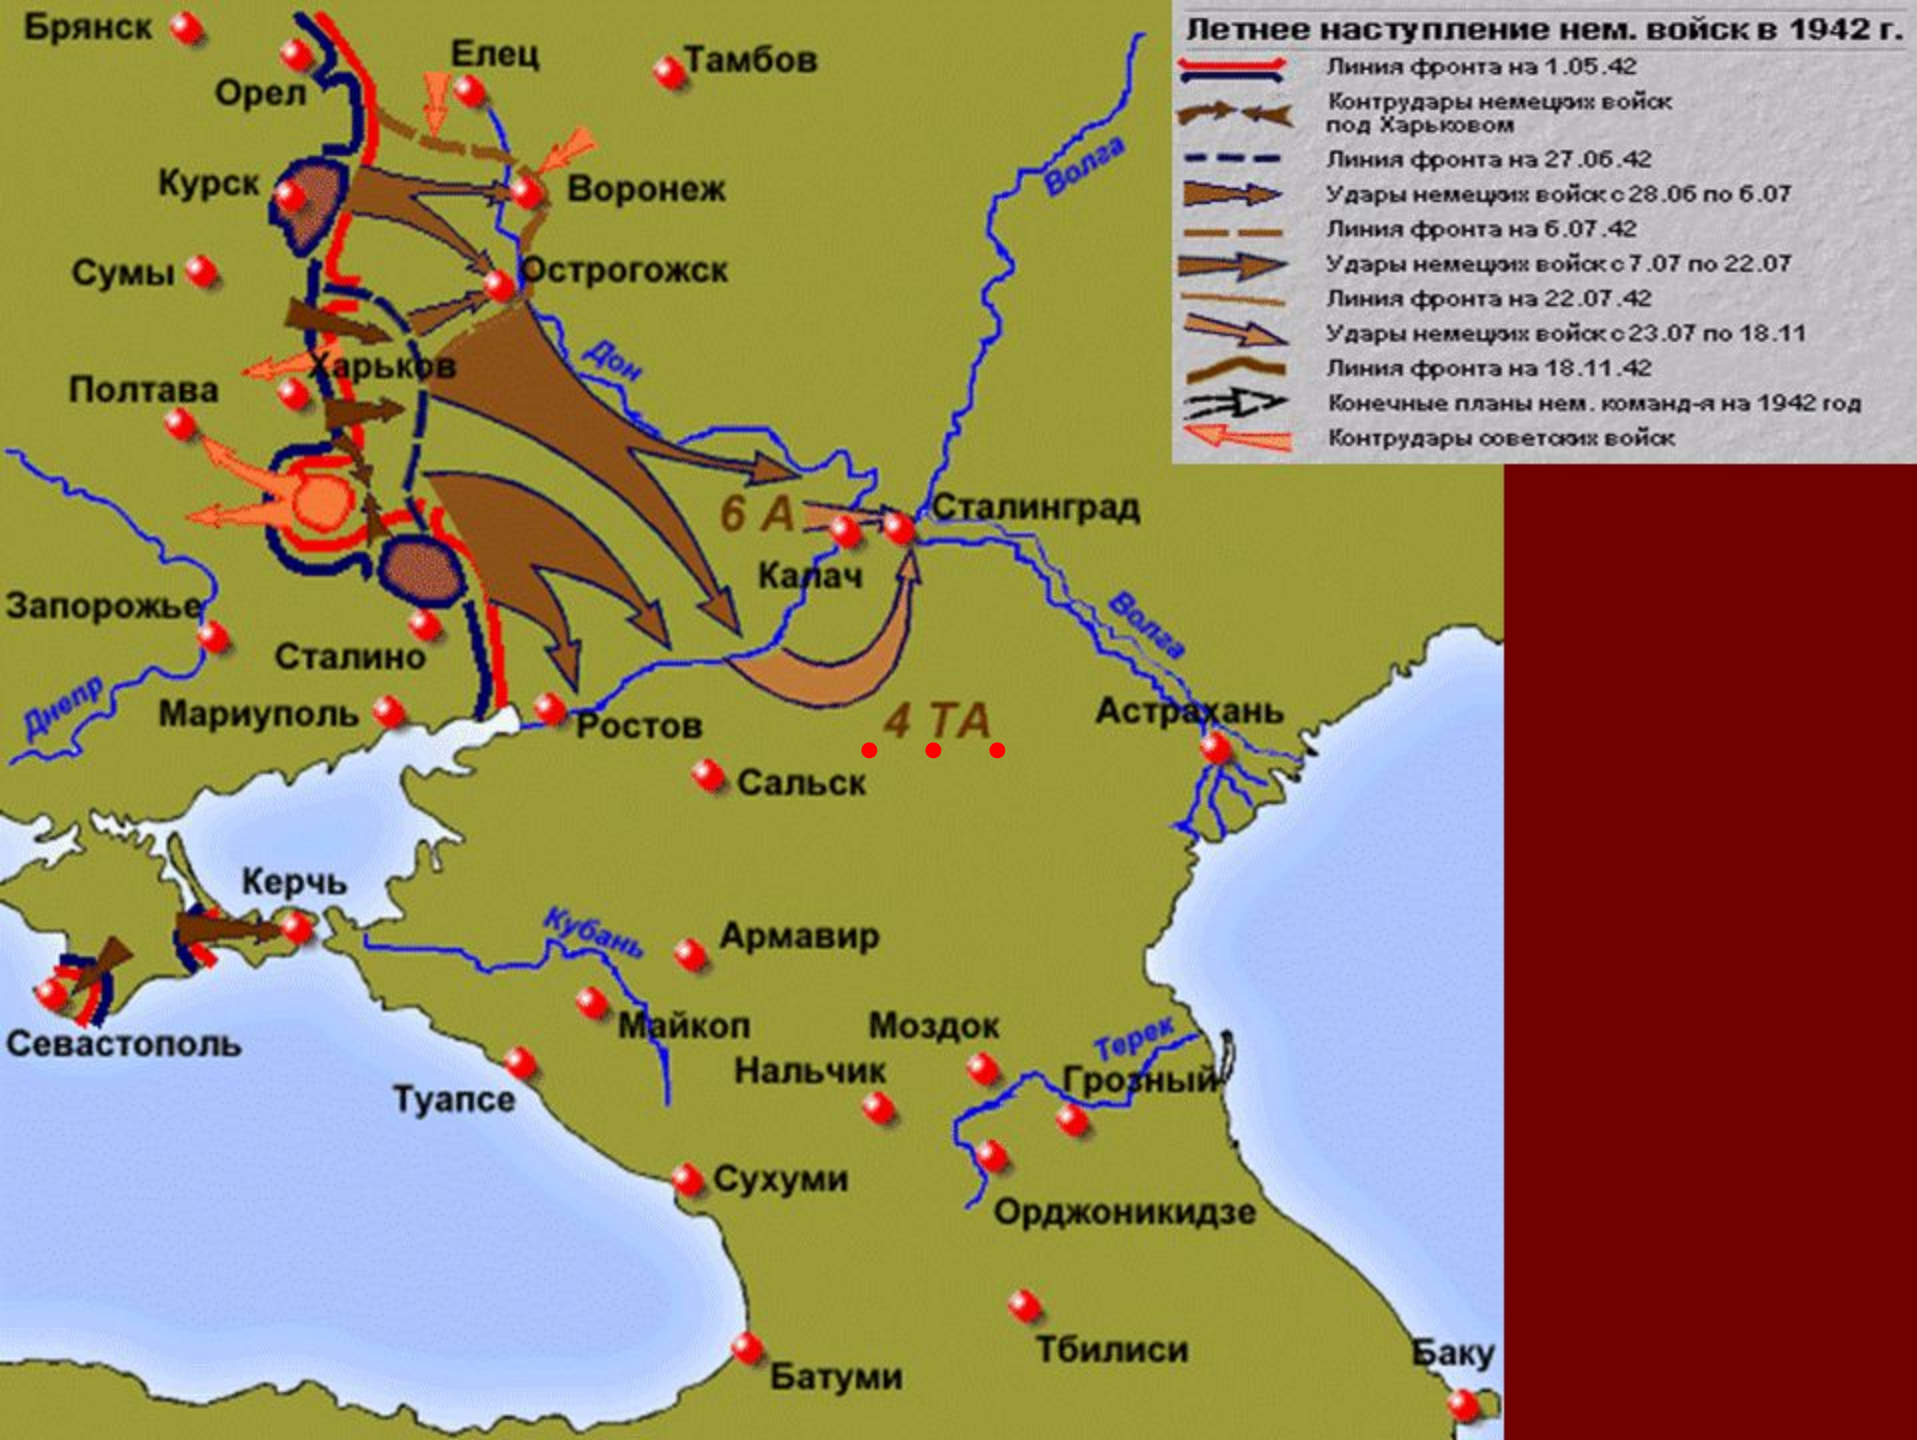 Летнее наступление нем. войск в 1942 г.
Линия фронта на 1.05.42
Контрудары немецких войск
под Харьковом
Линия фронта на 27.06.42
Удары немецких войск с 28.06 по 6.07
Линия фронта на 6.07.42
Удары немецких войск с 7.07 по 22.07
Линия фронта на 22.07.42
Удары немецких войск с 23.07 по 18.11
Линия фронта на 18.11.42
Конечные планы нем. команд-я на 1942 год
Контрудары советских войск
Брянск
Елец
Тамбов
Орел
Волга
Курск
Воронеж
Сумы
Острогожск
Харьков
Дон
Полтава
6 А
Сталинград
Калач
Запорожье
Волга
Сталино
Днепр
Мариуполь
Ростов
4 ТА
Астрахань
Сальск
Керчь
Кубань
Армавир
Майкоп
Моздок
Терек
Севастополь
Нальчик
Грозный
Туапсе
Сухуми
Орджоникидзе
Тбилиси
Баку
Батуми